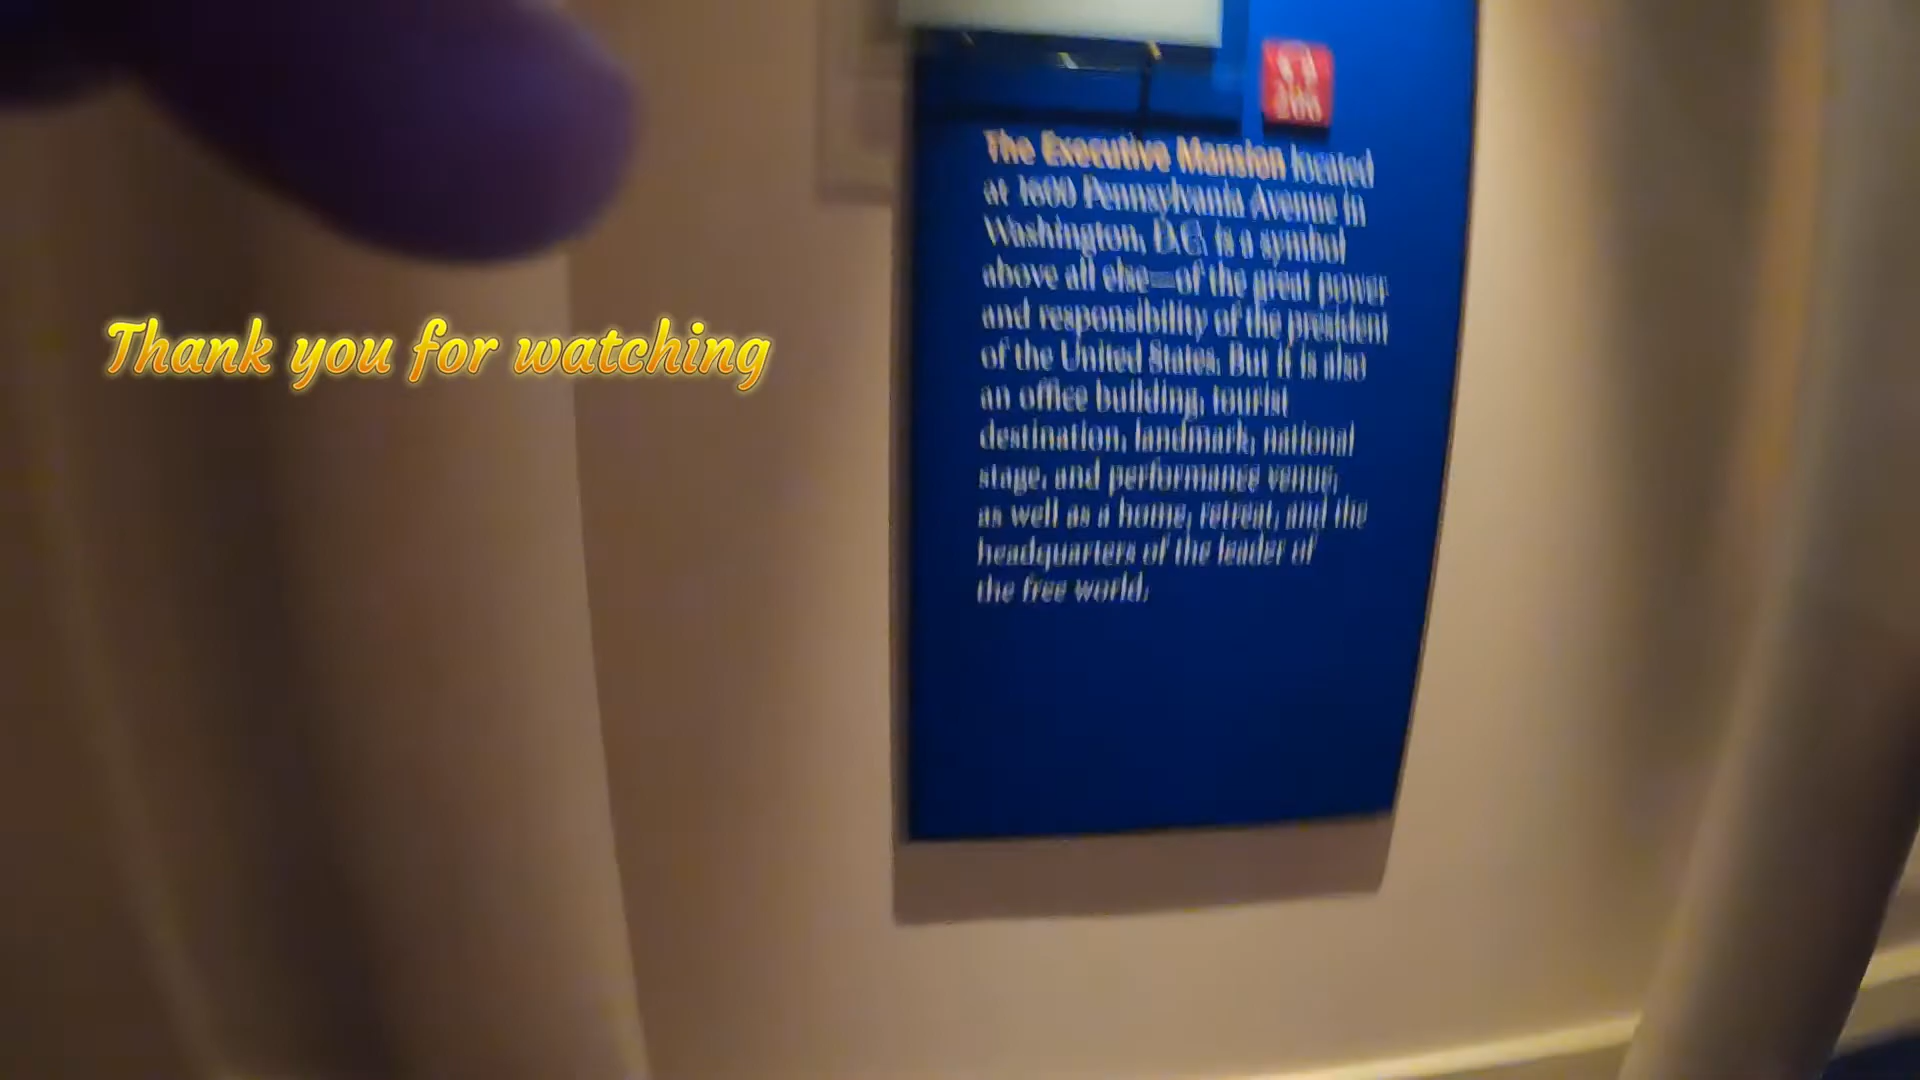 Thank you for watching
The Executive Mansion located
at 1600 Pennsylvania Avenue in
Washington, D.C. is a symbol
above all else—of the great power
and responsibility of the president
of the United States. But it is also
an office building, tourist
destination, landmark, national
stage, and performance venue,
as well as a home, retreat, and the
headquarters of the leader of
the free world.